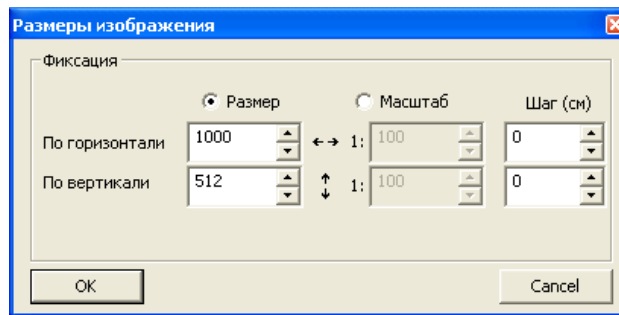 Размеры изображения
Фиксация
Размер Масштаб Шаг (см)
По горизонтали 1000 1: 100 0
По вертикали 512 1: 100 0
OK Cancel